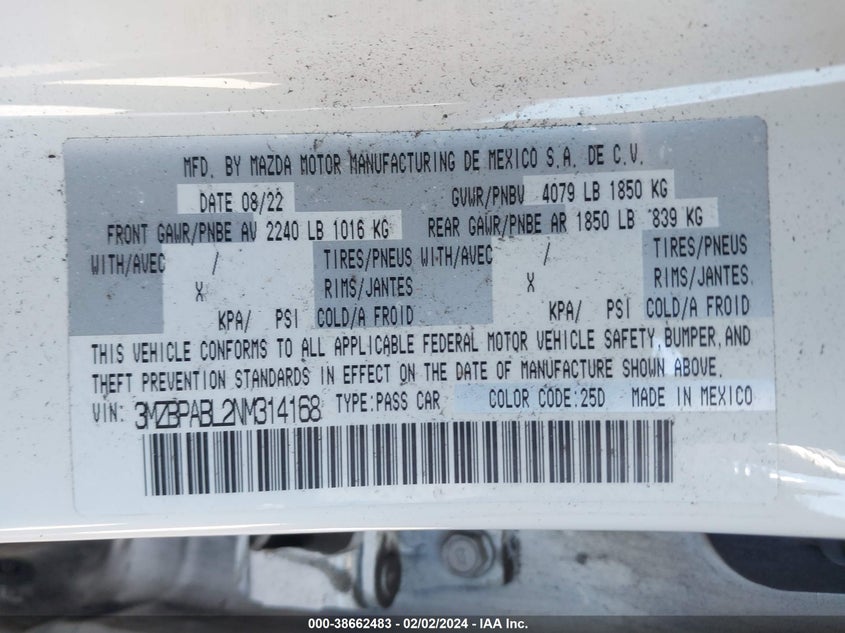 MFD. BY MAZDA MOTOR MANUFACTURING DE MEXICO S.A. DE C.V.
DATE 08/22 GVWR/PNBV 4079 LB 1850 KG
FRONT GAWR/PNBE AV 2240 LB 1016 KG REAR GAWR/PNBE AR 1850 LB 839 KG
WITH/AVEC / TIRES/PNEUS WITH/AVEC / TIRES/PNEUS
X RIMS/JANTES X RIMS/JANTES
KPA/ PSI COLD/A FROID KPA/ PSI COLD/A FROID
THIS VEHICLE CONFORMS TO ALL APPLICABLE FEDERAL MOTOR VEHICLE SAFETY, BUMPER, AND
THEFT PREVENTION STANDARDS IN EFFECT ON THE DATE OF MANUFACTURE SHOWN ABOVE.
VIN: 3MZBPABL2NM314168 TYPE:PASS CAR COLOR CODE:25D MADE IN MEXICO
000-38662483 - 02/02/2024 - IAA Inc.